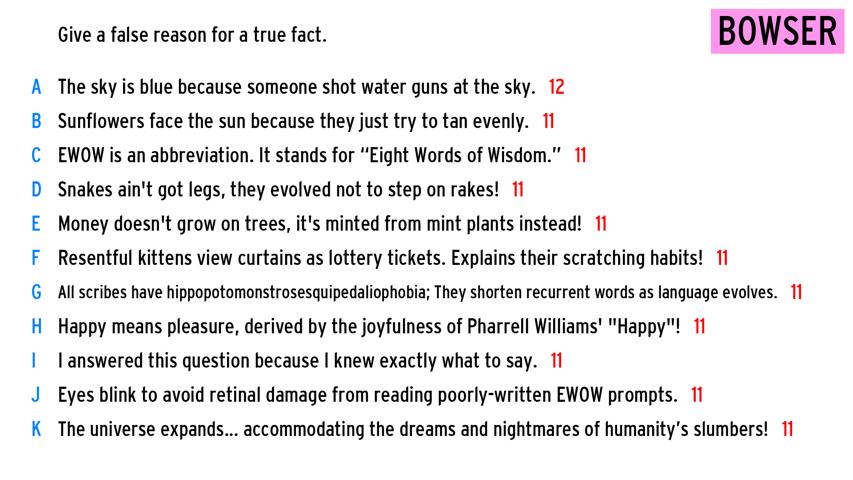 Give a false reason for a true fact.
BOWSER
A The sky is blue because someone shot water guns at the sky. 12
B Sunflowers face the sun because they just try to tan evenly. 11
C EWOW is an abbreviation. It stands for “Eight Words of Wisdom.” 11
D Snakes ain't got legs, they evolved not to step on rakes! 11
E Money doesn't grow on trees, it's minted from mint plants instead! 11
F Resentful kittens view curtains as lottery tickets. Explains their scratching habits! 11
G All scribes have hippopotomonstrosesquipedaliophobia; They shorten recurrent words as language evolves. 11
H Happy means pleasure, derived by the joyfulness of Pharrell Williams' "Happy"! 11
I I answered this question because I knew exactly what to say. 11
J Eyes blink to avoid retinal damage from reading poorly-written EWOW prompts. 11
K The universe expands... accommodating the dreams and nightmares of humanity’s slumbers! 11